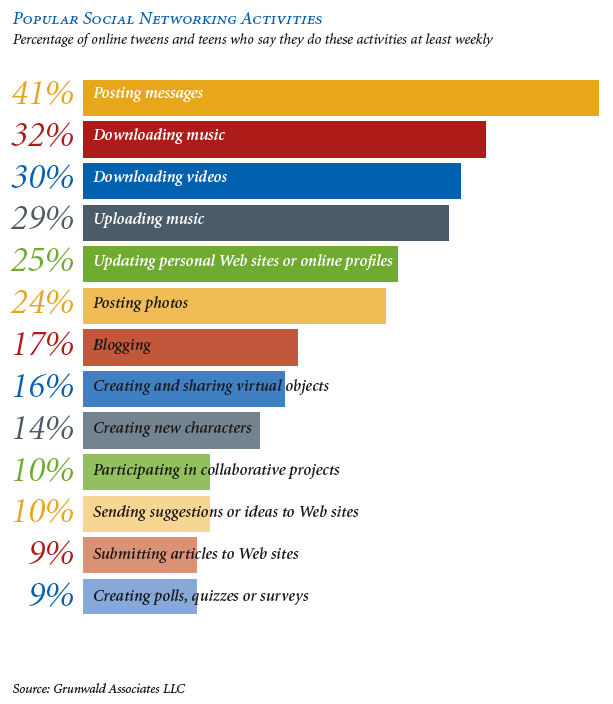 Popular Social Networking Activities
Percentage of online tweens and teens who say they do these activities at least weekly
41% Posting messages
32% Downloading music
30% Downloading videos
29% Uploading music
25% Updating personal Web sites or online profiles
24% Posting photos
17% Blogging
16% Creating and sharing virtual objects
14% Creating new characters
10% Participating in collaborative projects
10% Sending suggestions or ideas to Web sites
9% Submitting articles to Web sites
9% Creating polls, quizzes or surveys
Source: Grunwald Associates LLC